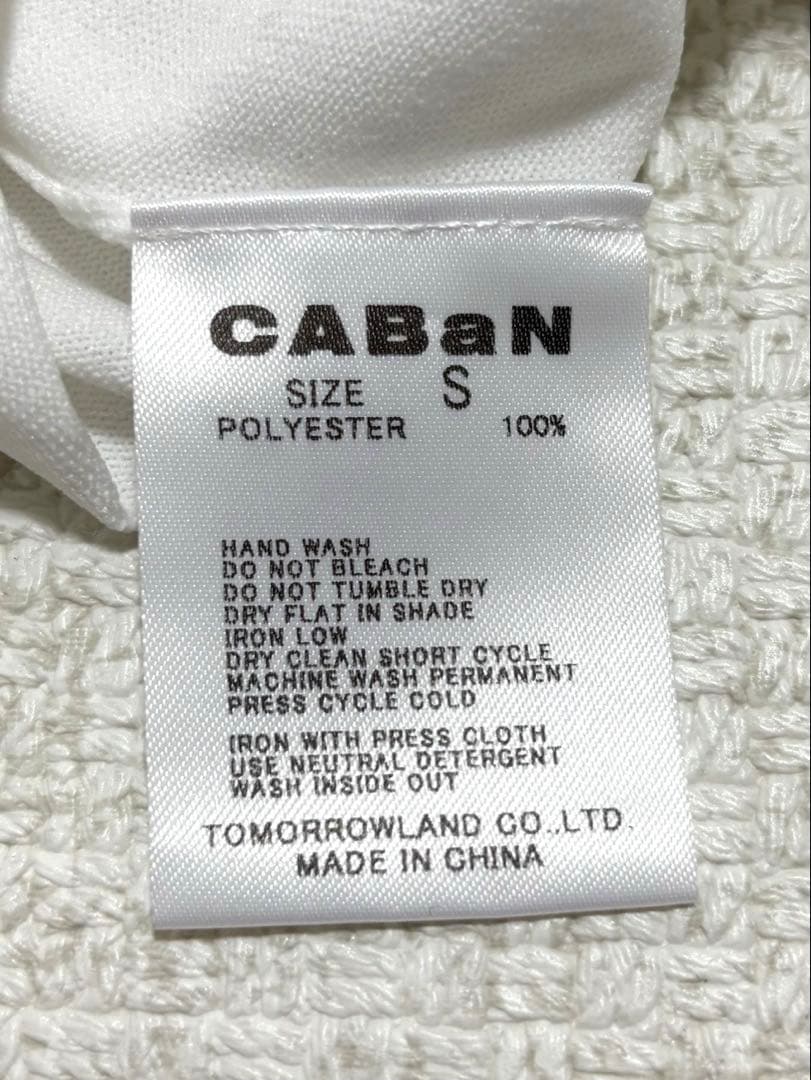 CABaN
SIZE S
POLYESTER 100%
HAND WASH
DO NOT BLEACH
DO NOT TUMBLE DRY
DRY FLAT IN SHADE
IRON LOW
DRY CLEAN SHORT CYCLE
MACHINE WASH PERMANENT
PRESS CYCLE COLD
IRON WITH PRESS CLOTH
USE NEUTRAL DETERGENT
WASH INSIDE OUT
TOMORROWLAND CO.,LTD.
MADE IN CHINA